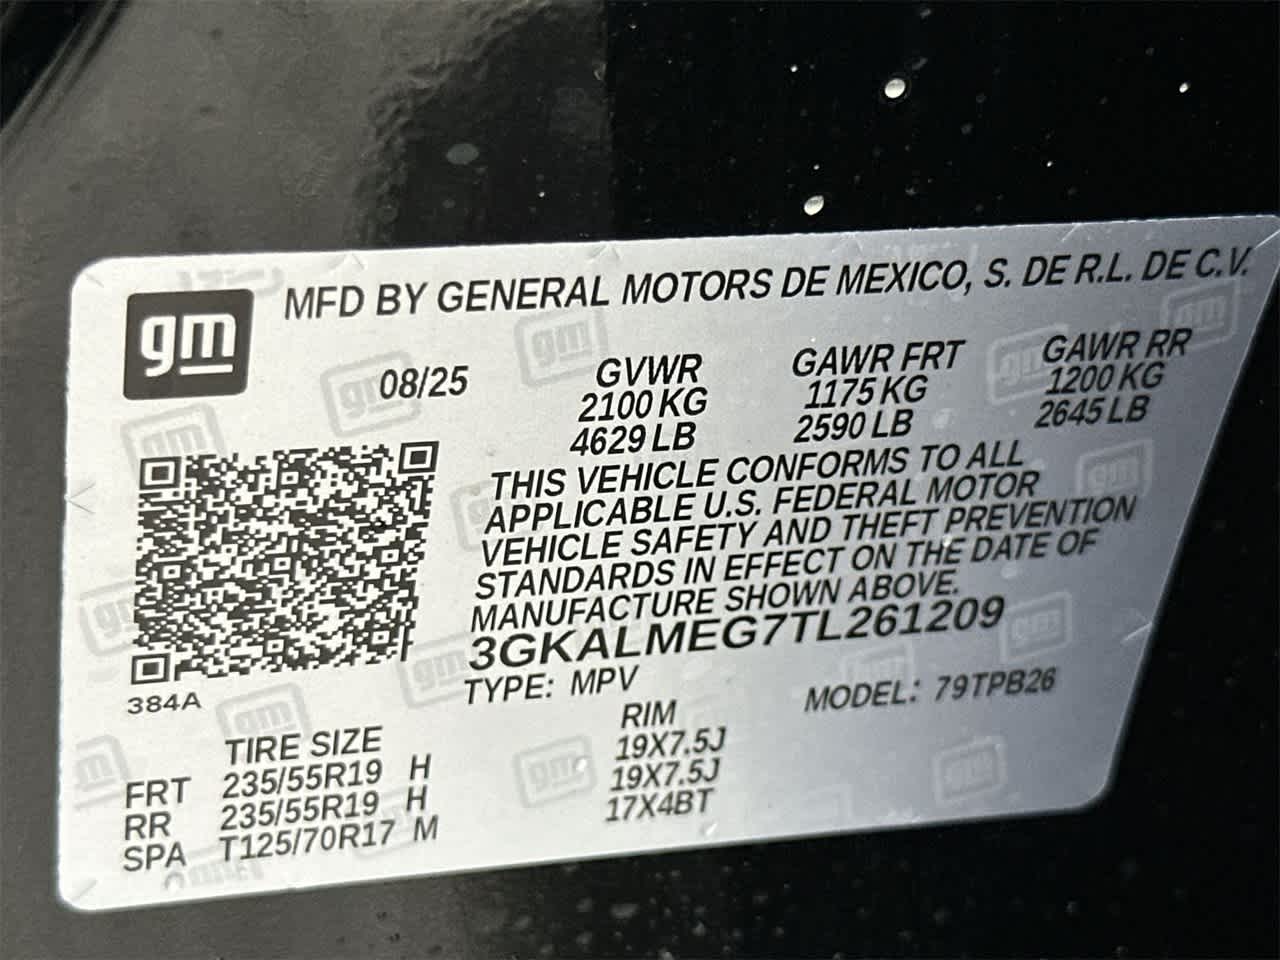 gm
MFD BY GENERAL MOTORS DE MEXICO, S. DE R.L. DE C.V.
08/25 GVWR GAWR FRT GAWR RR
2100 KG 1175 KG 1200 KG
4629 LB 2590 LB 2645 LB
THIS VEHICLE CONFORMS TO ALL
APPLICABLE U.S. FEDERAL MOTOR
VEHICLE SAFETY AND THEFT PREVENTION
STANDARDS IN EFFECT ON THE DATE OF
MANUFACTURE SHOWN ABOVE.
3GKALMEG7TL261209
384A
TYPE: MPV MODEL: 79TPB26
TIRE SIZE RIM
FRT 235/55R19 H 19X7.5J
RR 235/55R19 H 19X7.5J
SPA T125/70R17 M 17X4BT